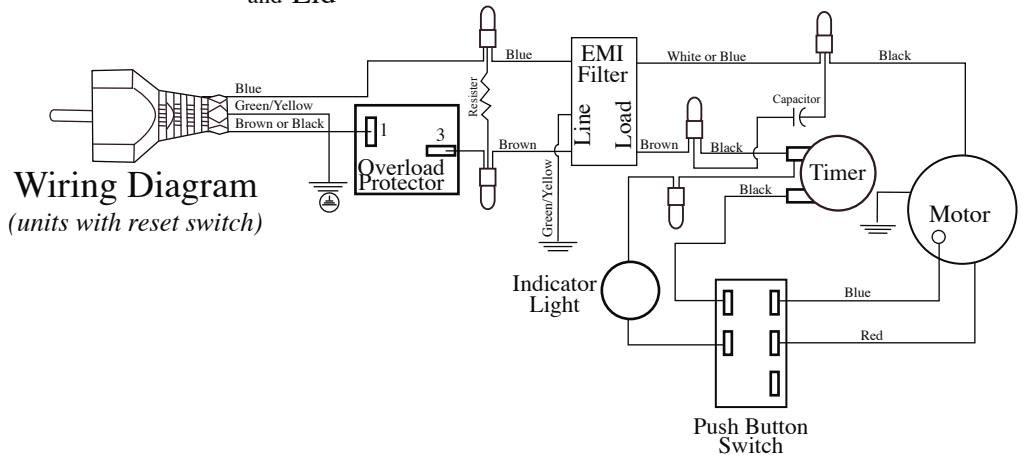 and Lid
Blue
Green/Yellow
Brown or Black
1
3
Overload
Protector
Wiring Diagram
(units with reset switch)
Resister
Blue
Brown
EMI
Filter
Line
Load
Green/Yellow
White or Blue
Black
Capacitor
Brown
Black
Timer
Black
Motor
Indicator
Light
Blue
Red
Push Button
Switch